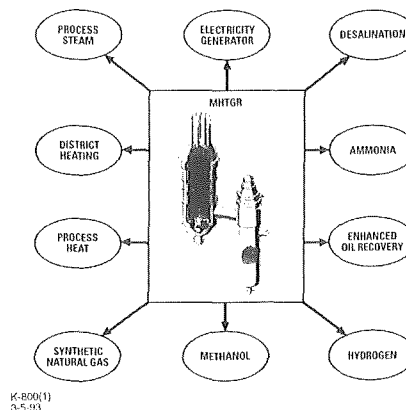 PROCESS
STEAM
ELECTRICITY
GENERATOR
DESALINATION
MHTGR
DISTRICT
HEATING
AMMONIA
PROCESS
HEAT
ENHANCED
OIL RECOVERY
SYNTHETIC
NATURAL GAS
METHANOL
HYDROGEN
K-800(1)
3-5-93